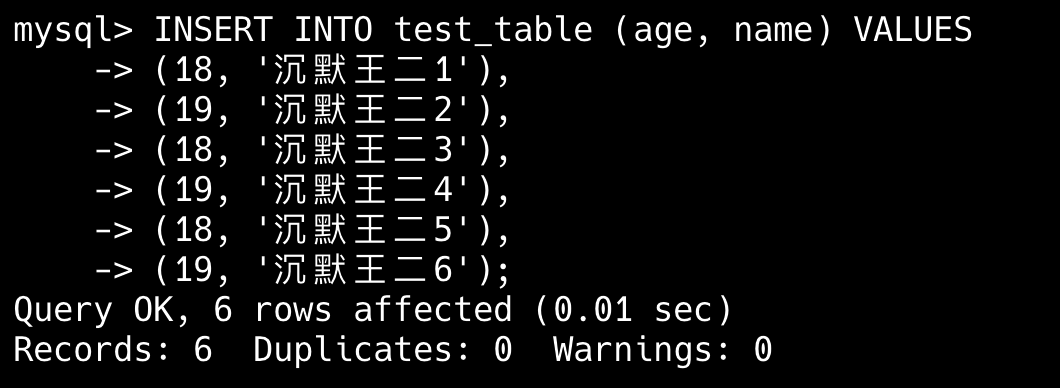 mysql> INSERT INTO test_table (age, name) VALUES
    -> (18, '沉默王二1'),
    -> (19, '沉默王二2'),
    -> (18, '沉默王二3'),
    -> (19, '沉默王二4'),
    -> (18, '沉默王二5'),
    -> (19, '沉默王二6');
Query OK, 6 rows affected (0.01 sec)
Records: 6  Duplicates: 0  Warnings: 0